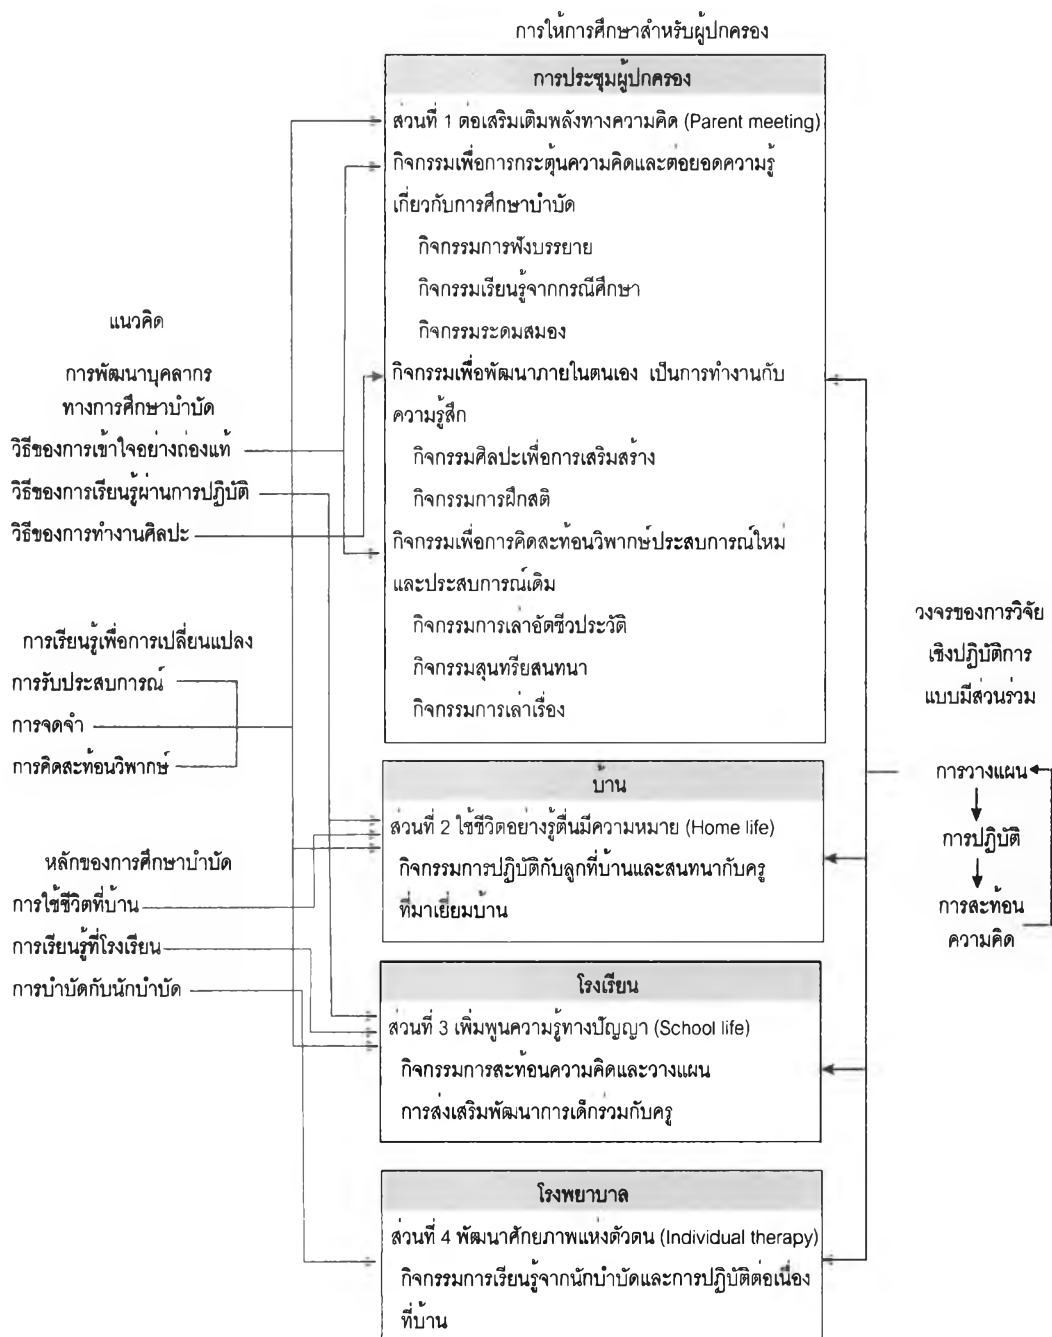 การให้การศึกษาสำหรับผู้ปกครอง
การประชุมผู้ปกครอง
ส่วนที่ 1 ต่อเสริมเติมพลังทางความคิด (Parent meeting)
กิจกรรมเพื่อการกระตุ้นความคิดและต่อยอดความรู้
เกี่ยวกับการศึกษาบำบัด
กิจกรรมการฟังบรรยาย
กิจกรรมเรียนรู้จากกรณีศึกษา
กิจกรรมระดมสมอง
กิจกรรมเพื่อพัฒนาภายในตนเอง เป็นการทำงานกับ
ความรู้สึก
กิจกรรมศิลปะเพื่อการเสริมสร้าง
กิจกรรมการฝึกสติ
กิจกรรมเพื่อการคิดสะท้อนวิพากษ์ประสบการณ์ใหม่
และประสบการณ์เดิม
กิจกรรมการเล่าอัตชีวประวัติ
กิจกรรมสุนทรียสนทนา
กิจกรรมการเล่าเรื่อง
แนวคิด
การพัฒนาบุคลากร
ทางการศึกษาบำบัด
วิธีของการเข้าใจอย่างถ่องแท้
วิธีของการเรียนรู้ผ่านการปฏิบัติ
วิธีของการทำงานศิลปะ
การเรียนรู้เพื่อการเปลี่ยนแปลง
การรับประสบการณ์
การจดจำ
การคิดสะท้อนวิพากษ์
หลักของการศึกษาบำบัด
การใช้ชีวิตที่บ้าน
การเรียนรู้ที่โรงเรียน
การบำบัดกับนักบำบัด
บ้าน
ส่วนที่ 2 ใช้ชีวิตอย่างรู้ตื่นมีความหมาย (Home life)
กิจกรรมการปฏิบัติกับลูกที่บ้านและสนทนากับครู
ที่มาเยี่ยมบ้าน
โรงเรียน
ส่วนที่ 3 เพิ่มพูนความรู้ทางปัญญา (School life)
กิจกรรมการสะท้อนความคิดและวางแผน
การส่งเสริมพัฒนาการเด็กร่วมกับครู
โรงพยาบาล
ส่วนที่ 4 พัฒนาศักยภาพแห่งตัวตน (Individual therapy)
กิจกรรมการเรียนรู้จากนักบำบัดและการปฏิบัติต่อเนื่อง
ที่บ้าน
วงจรของการวิจัย
เชิงปฏิบัติการ
แบบมีส่วนร่วม
การวางแผน
การปฏิบัติ
การสะท้อน
ความคิด